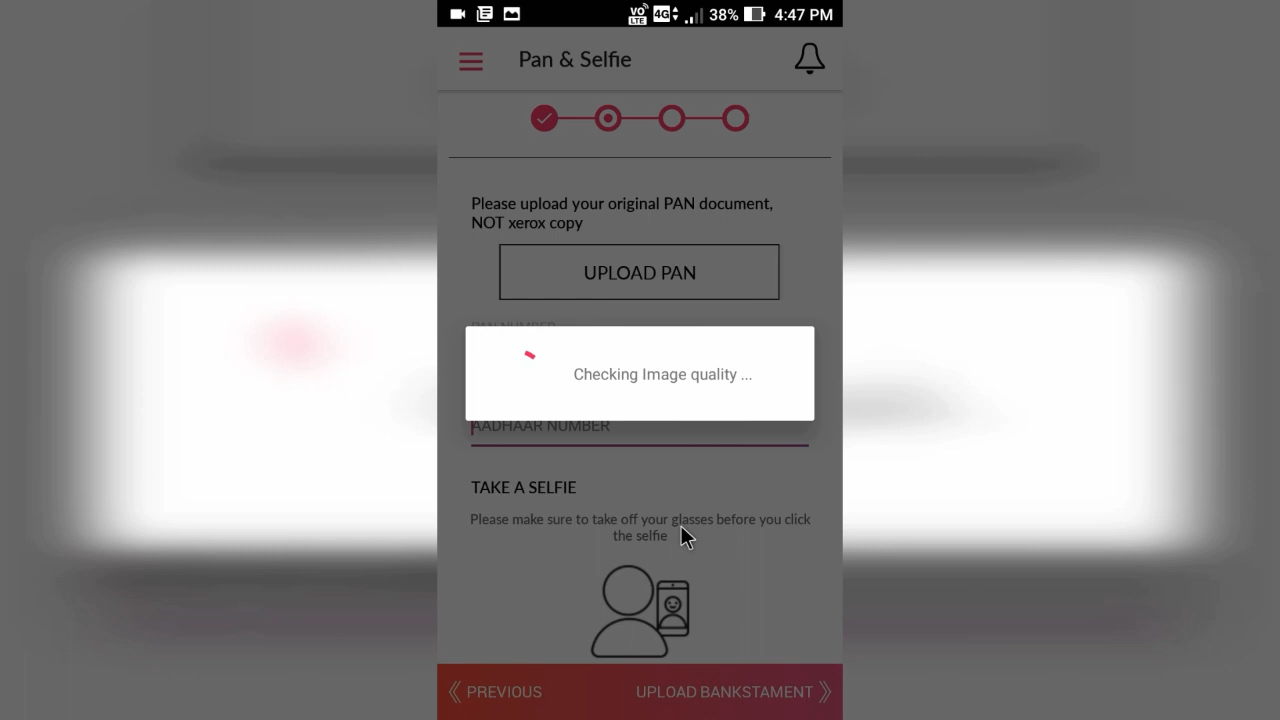 VO LTE 4G 38% 4:47 PM
Pan & Selfie
Please upload your original PAN document,
NOT xerox copy
UPLOAD PAN
PAN NUMBER
Checking Image quality ...
AADHAAR NUMBER
TAKE A SELFIE
Please make sure to take off your glasses before you click
the selfie
PREVIOUS UPLOAD BANKSTAMENT